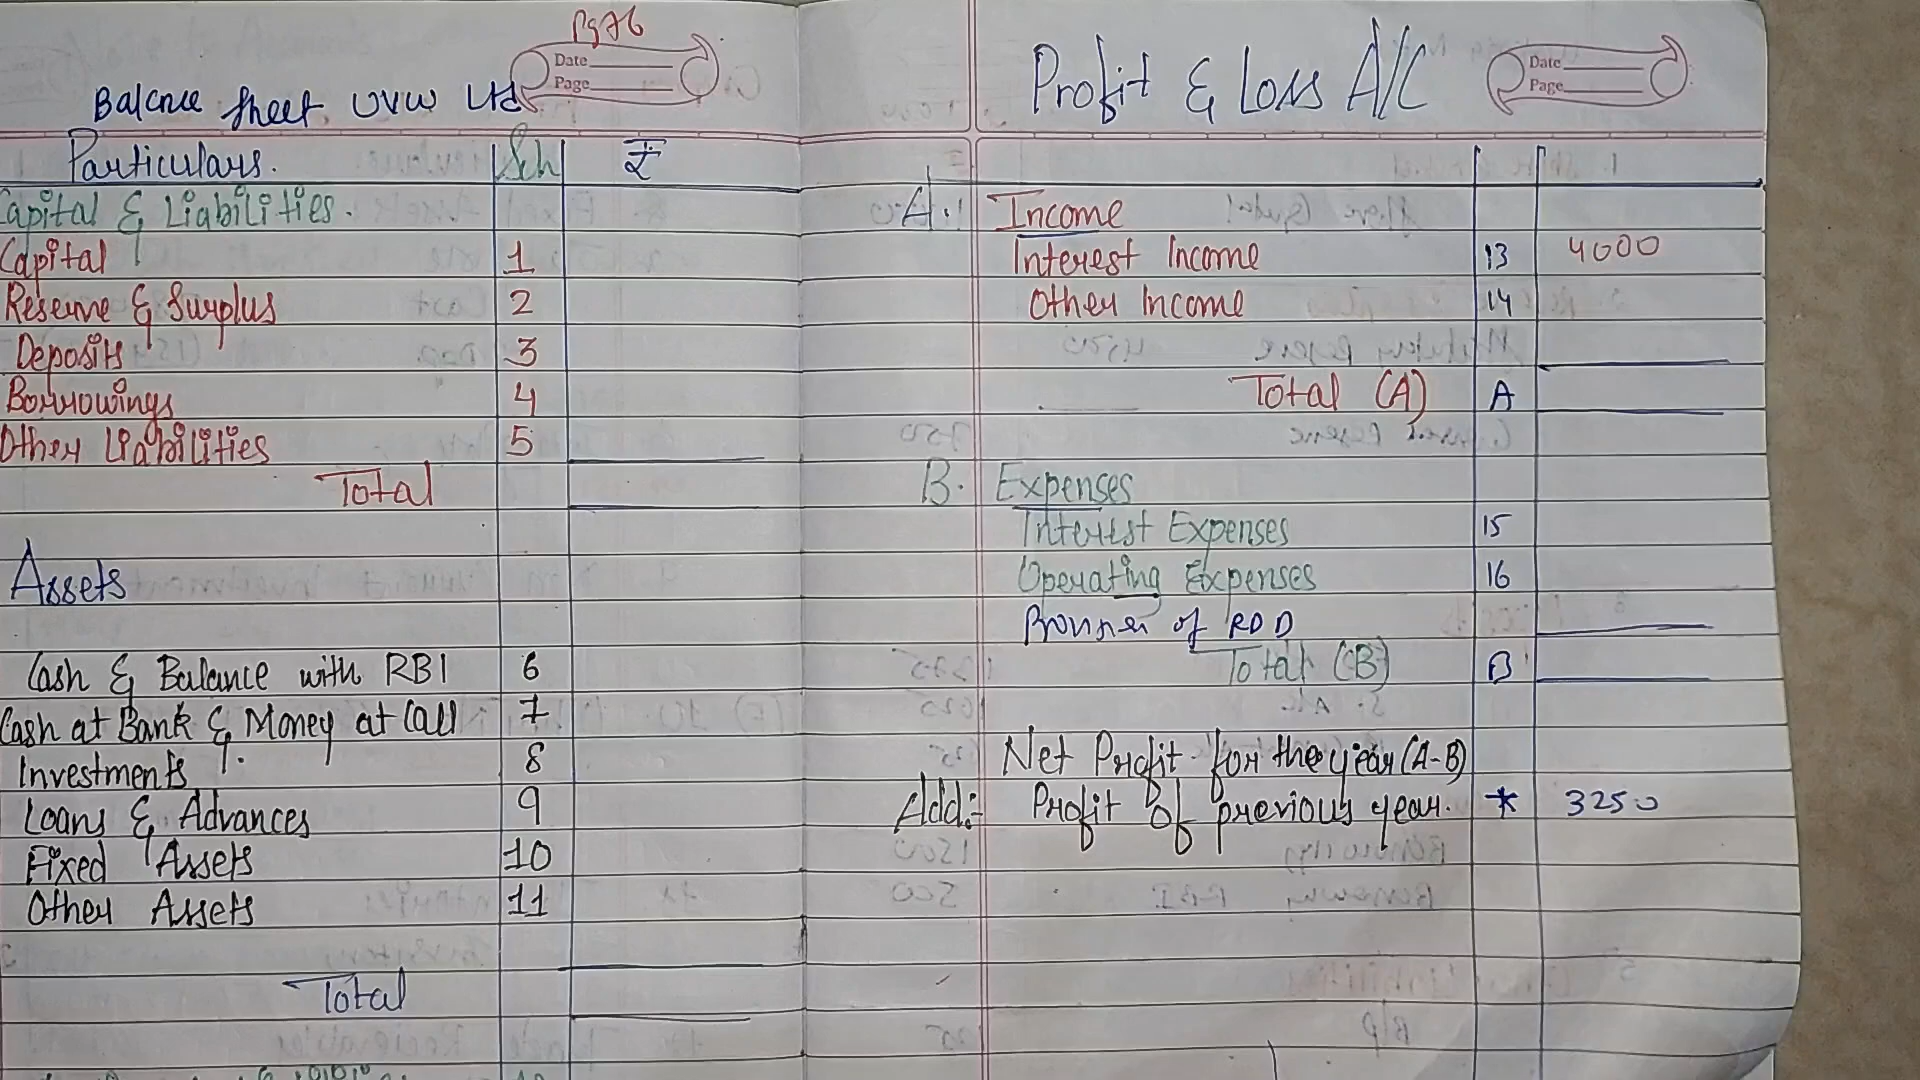 Pg 76
Date
Page
Balance Sheet UVW Ltd
Particulars. Sch ₹
Capital & Liabilities.
Capital 1
Reserve & Surplus 2
Deposits 3
Borrowings 4
Other Liabilities 5
Total
Assets
Cash & Balance with RBI 6
Cash at Bank & Money at Call 7
Investments 8
Loans & Advances 9
Fixed Assets 10
Other Assets 11
Total
Profit & Loss A/C
Date
Page
A. Income
Interest Income 13 4000
Other Income 14
Total (A) A
B. Expenses
Interest Expenses 15
Operating Expenses 16
of RDD
Total (B) B
Net Profit for the year (A-B)
Add:- Profit of previous year. * 3250